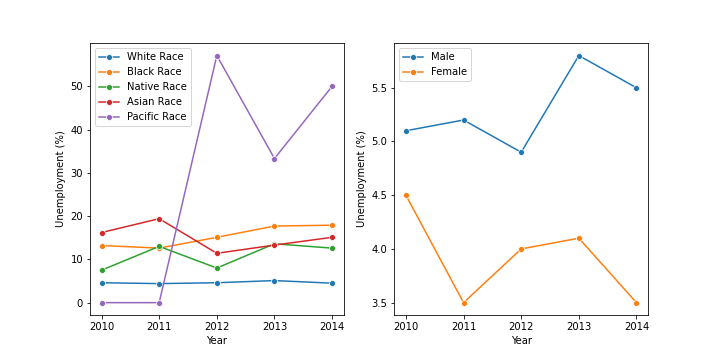 White Race
Black Race
Native Race
Asian Race
Pacific Race
50
40
30
20
10
0
Unemployment (%)
2010 2011 2012 2013 2014
Year
Male
Female
5.5
5.0
4.5
4.0
3.5
Unemployment (%)
2010 2011 2012 2013 2014
Year